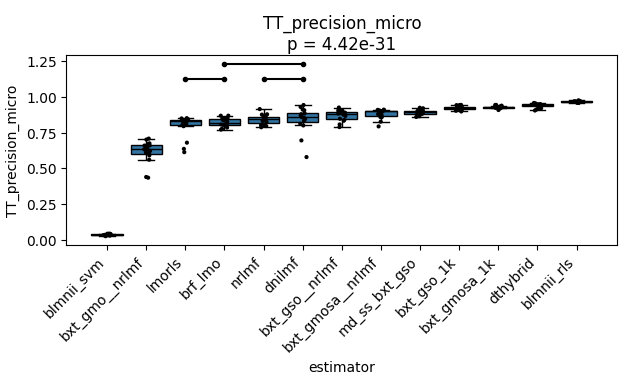 TT_precision_micro
p = 4.42e-31
TT_precision_micro
1.25
1.00
0.75
0.50
0.25
0.00
blmnii_svm
bxt_gmo__nrlmf
lmorls
brf_lmo
nrlmf
dnilmf
bxt_gso__nrlmf
bxt_gmosa__nrlmf
md_ss_bxt_gso
bxt_gso_1k
bxt_gmosa_1k
dthybrid
blmnii_rls
estimator